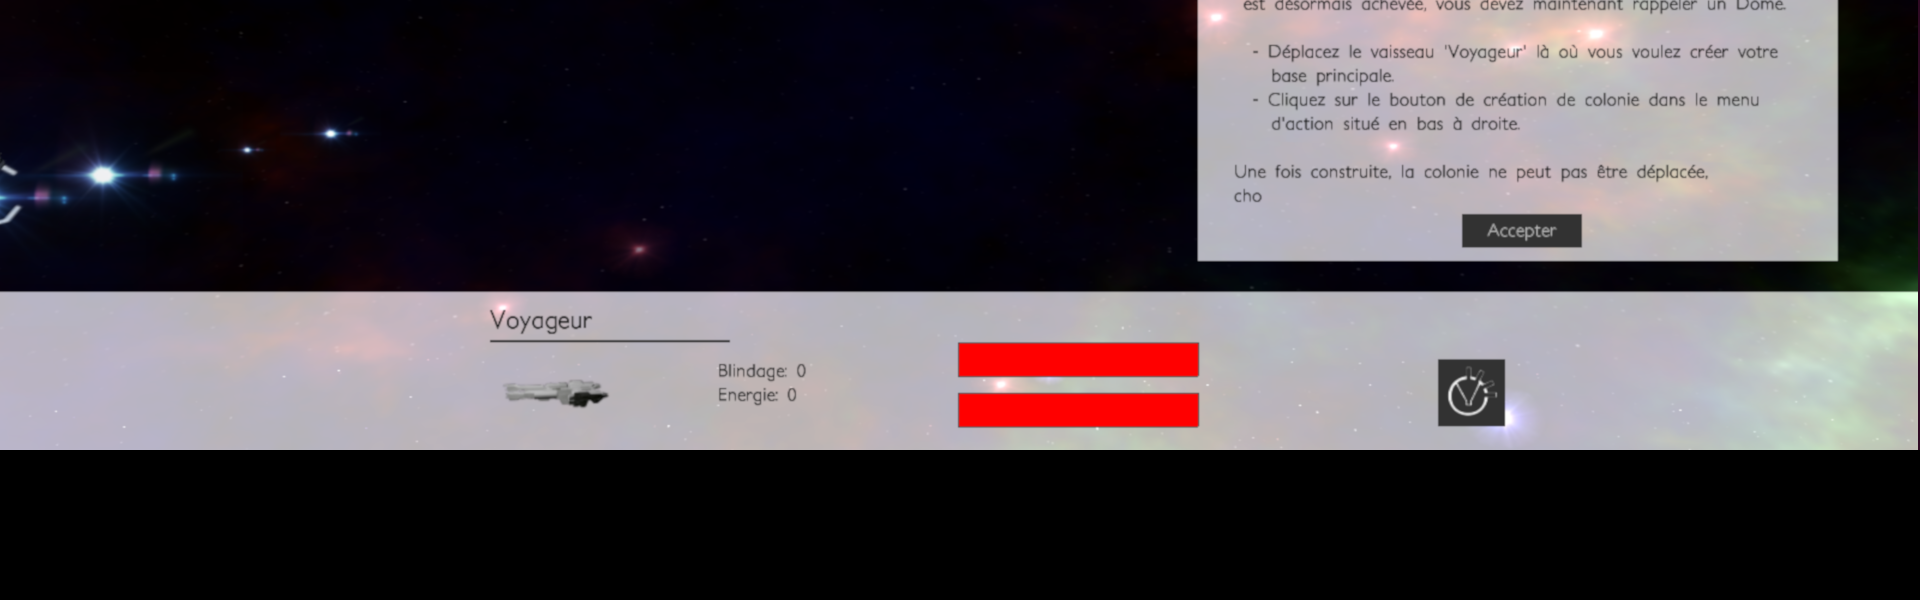 est désormais achevée, vous devez maintenant rappeler un Dome.
- Déplacez le vaisseau 'Voyageur' là où vous voulez créer votre
base principale.
- Cliquez sur le bouton de création de colonie dans le menu
d'action situé en bas à droite.
Une fois construite, la colonie ne peut pas être déplacée,
cho
Accepter
Voyageur
Blindage: 0
Energie: 0